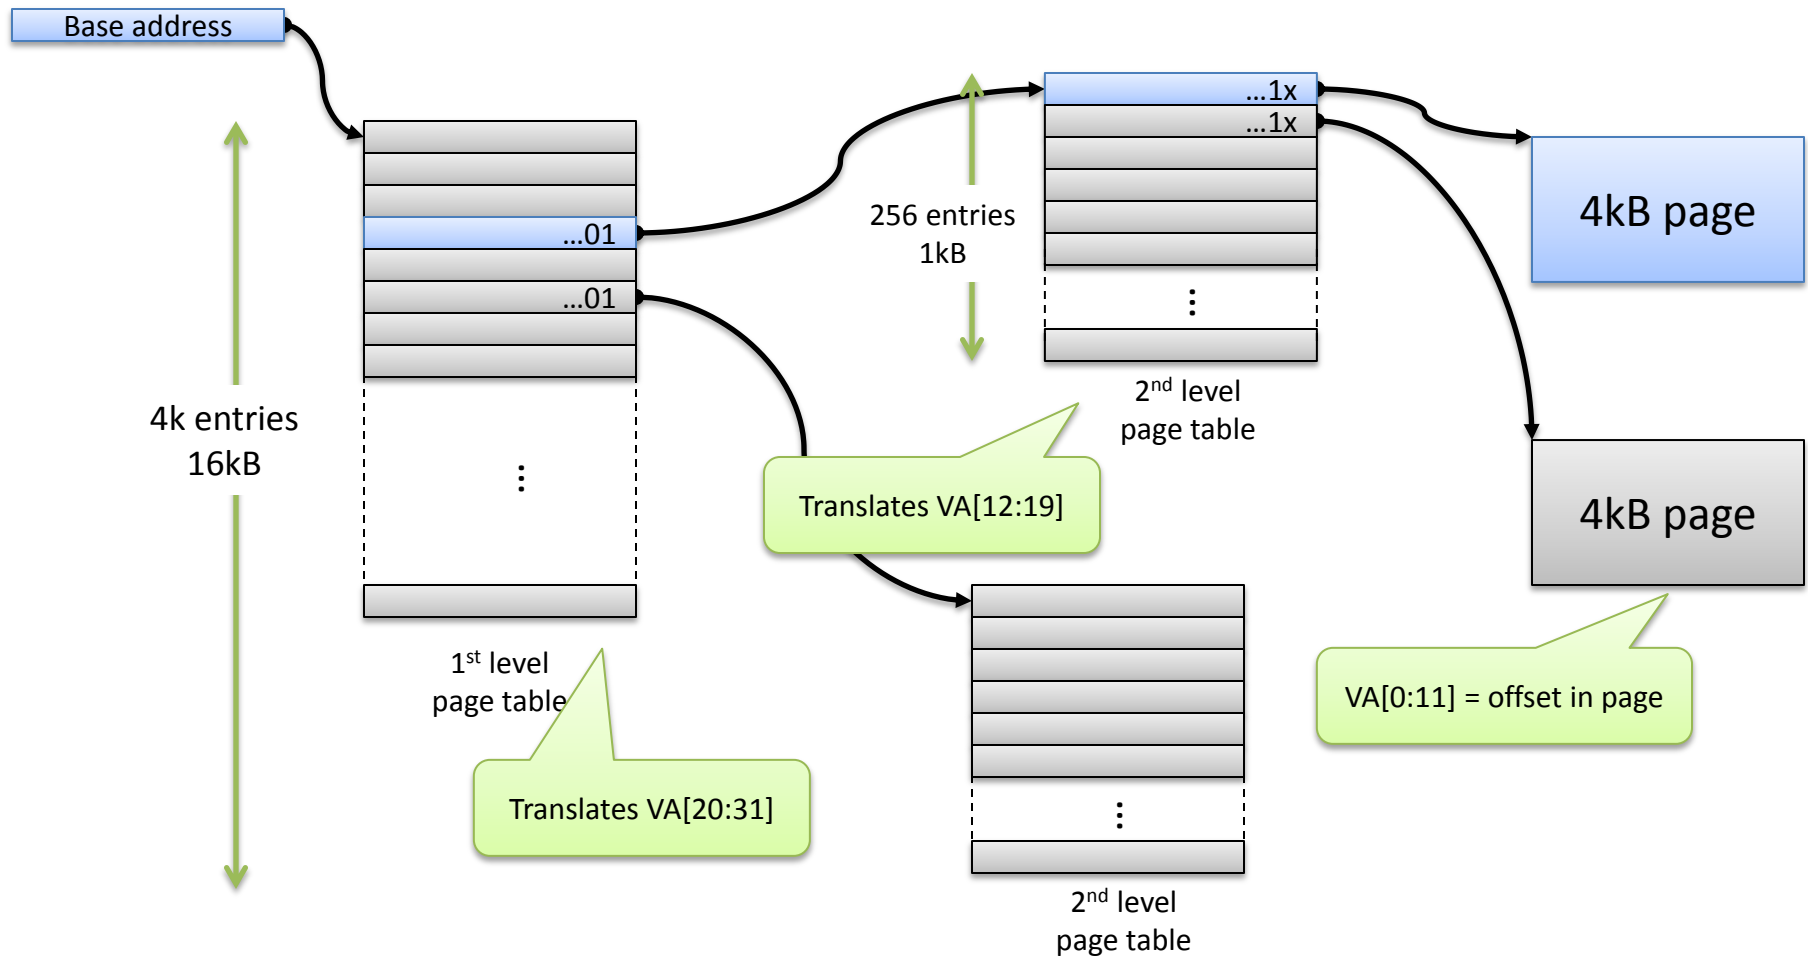 Base address
…01
…01
4k entries
16kB
⋮
1st level
page table
Translates VA[20:31]
256 entries
1kB
…1x
…1x
⋮
2nd level
page table
Translates VA[12:19]
⋮
2nd level
page table
4kB page
4kB page
VA[0:11] = offset in page